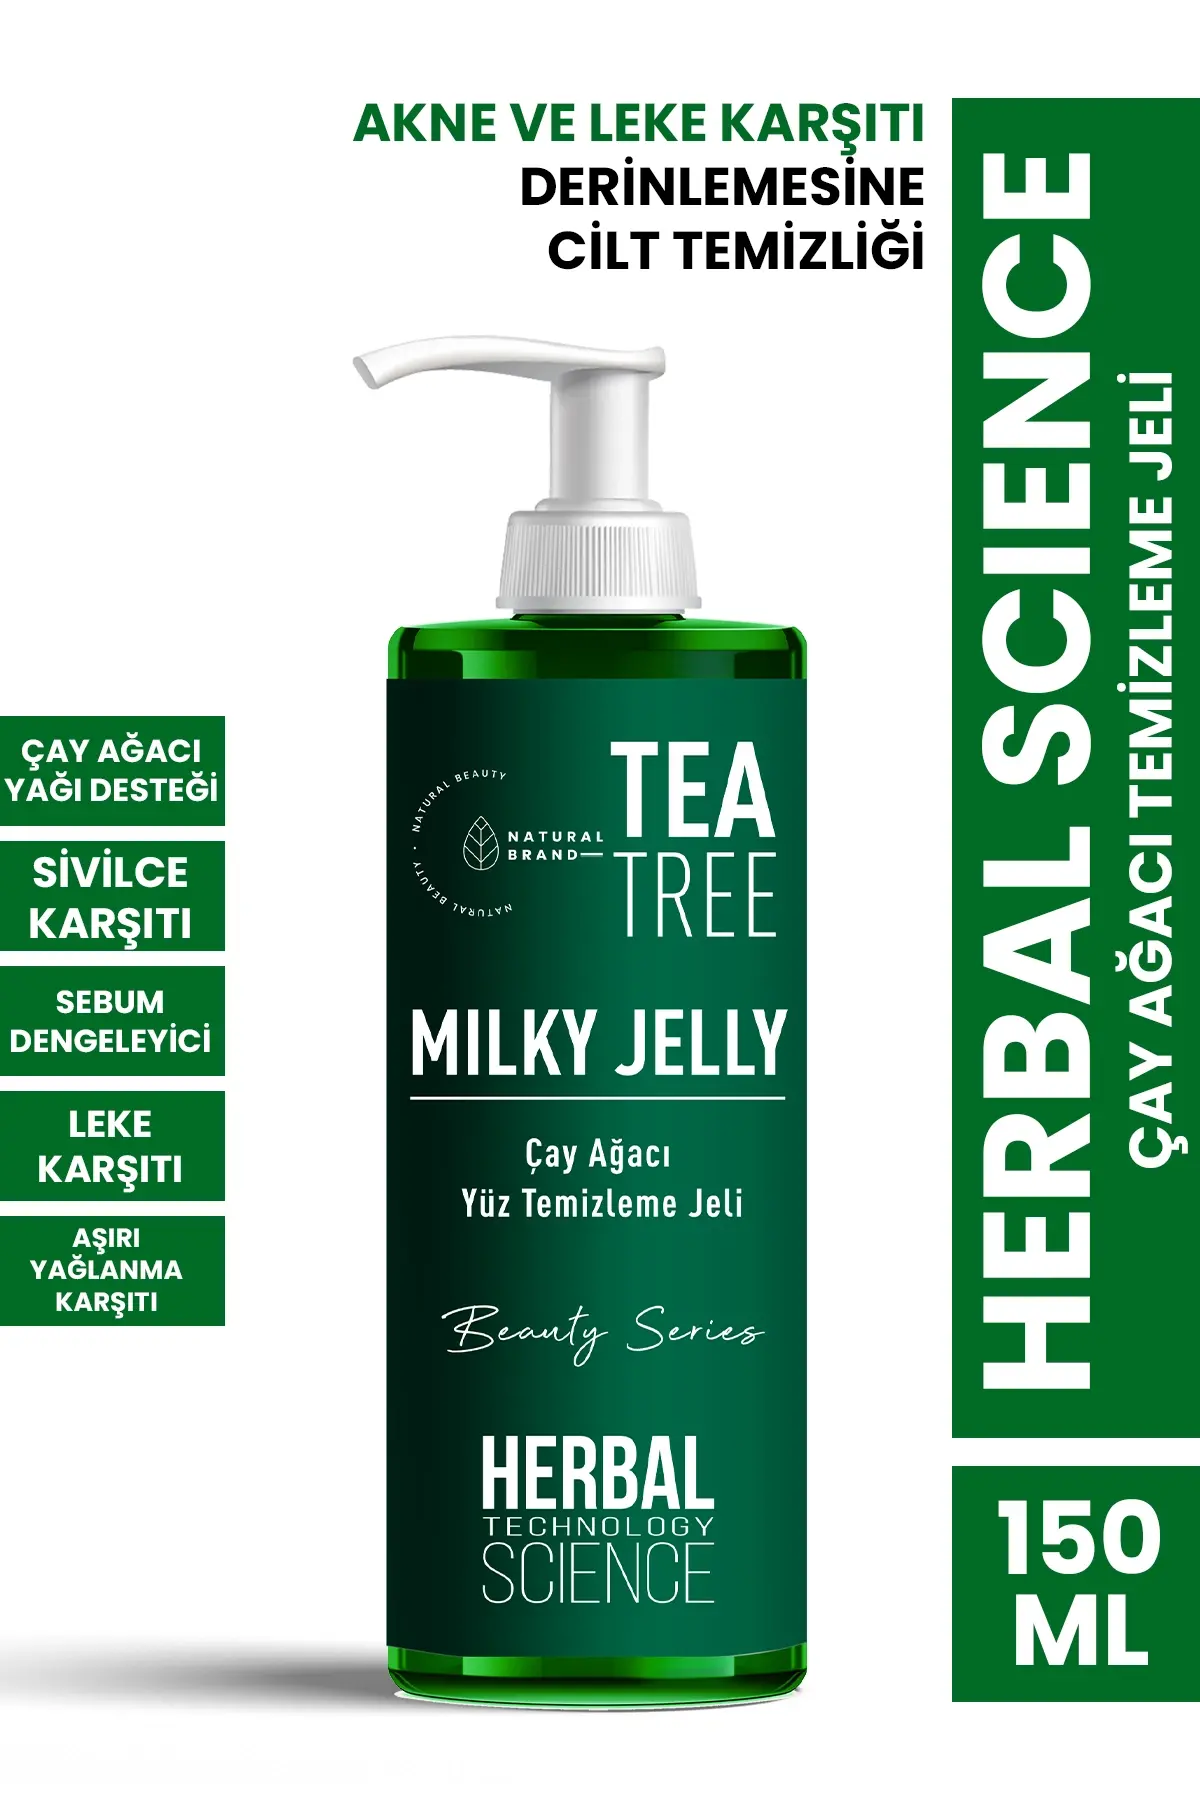 AKNE VE LEKE KARŞITI
DERİNLEMESİNE
CİLT TEMİZLİĞİ
HERBAL SCIENCE
ÇAY AĞACI TEMİZLEME JELİ
150
ML
ÇAY AĞACI
YAĞI DESTEĞİ
SİVİLCE
KARŞITI
SEBUM
DENGELEYİCİ
LEKE
KARŞITI
AŞIRI
YAĞLANMA
KARŞITI
NATURAL BEAUTY • NATURAL BEAUTY • NATURAL BEAUTY
NATURAL
BRAND
TEA
TREE
MILKY JELLY
Çay Ağacı
Yüz Temizleme Jeli
Beauty Series
HERBAL
TECHNOLOGY
SCIENCE